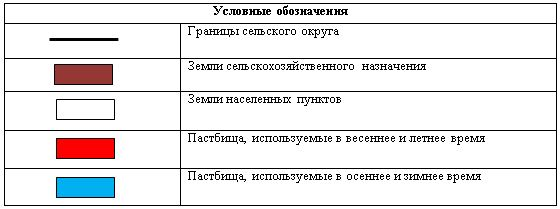 Условные обозначения
Границы сельского округа
Земли сельскохозяйственного назначения
Земли населенных пунктов
Пастбища, используемые в весеннее и летнее время
Пастбища, используемые в осеннее и зимнее время